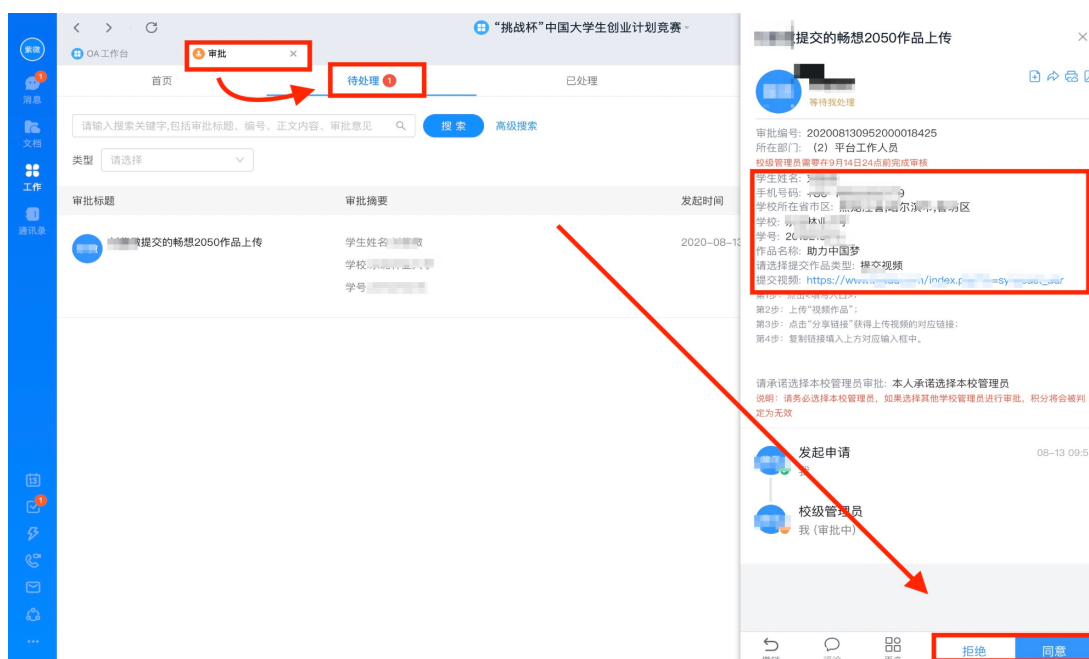 "挑战杯"中国大学生创业计划竞赛
紫微
OA工作台
审批
1
消息
文档
工作
通讯录
13
1
首页
待处理 1
已处理
请输入搜索关键字,包括审批标题、编号、正文内容、审批意见
搜 索
高级搜索
类型
请选择
审批标题
审批摘要
发起时间
提交的畅想2050作品上传
学生姓名
学校
学号
2020-08-13
提交的畅想2050作品上传
等待我处理
审批编号: 202008130952000018425
所在部门: (2) 平台工作人员
校级管理员需要在9月14日24点前完成审核
学生姓名:
手机号码:
学校所在省市区:
学校:
学号:
作品名称: 助力中国梦
请选择提交作品类型: 提交视频
提交视频: https://www
第2步: 上传"视频作品";
第3步: 点击"分享链接"获得上传视频的对应链接;
第4步: 复制链接填入上方对应输入框中。
请承诺选择本校管理员审批: 本人承诺选择本校管理员
说明: 请务必选择本校管理员, 如果选择其他学校管理员进行审批, 积分将会被判
定为无效
发起申请
08-13 09:5
我
校级管理员
我 (审批中)
拒绝
同意